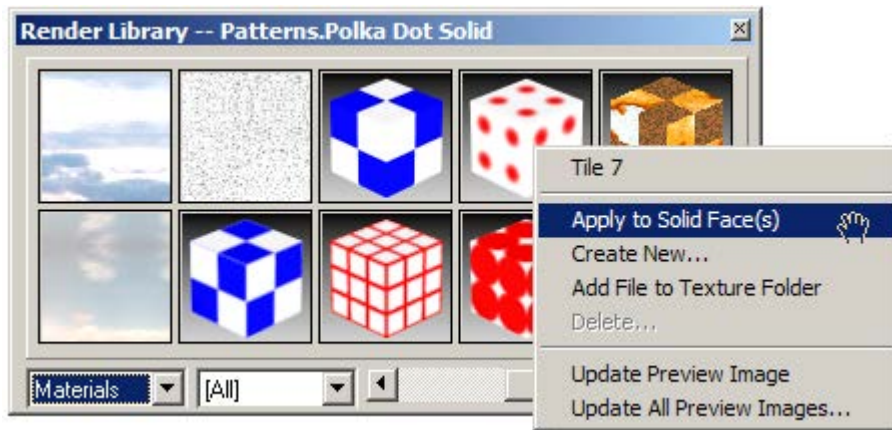 Render Library -- Patterns.Polka Dot Solid
Tile 7
Apply to Solid Face(s)
Create New...
Add File to Texture Folder
Delete...
Update Preview Image
Update All Preview Images...
Materials
[All]